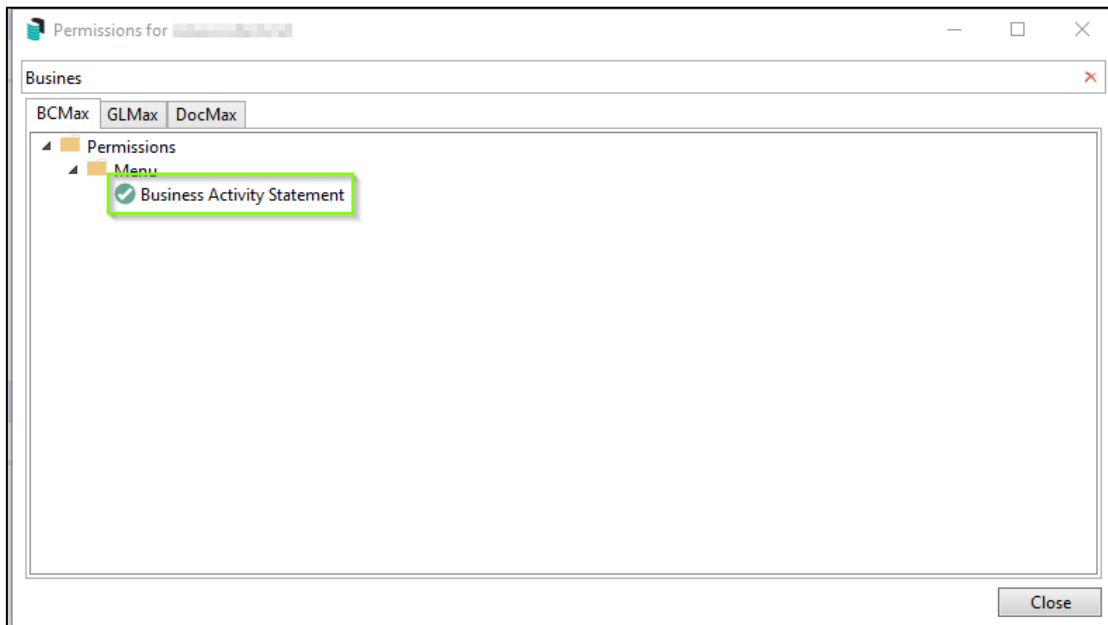 Permissions for
Busines
BCMax GLMax DocMax
Permissions
Menu
Business Activity Statement
Close